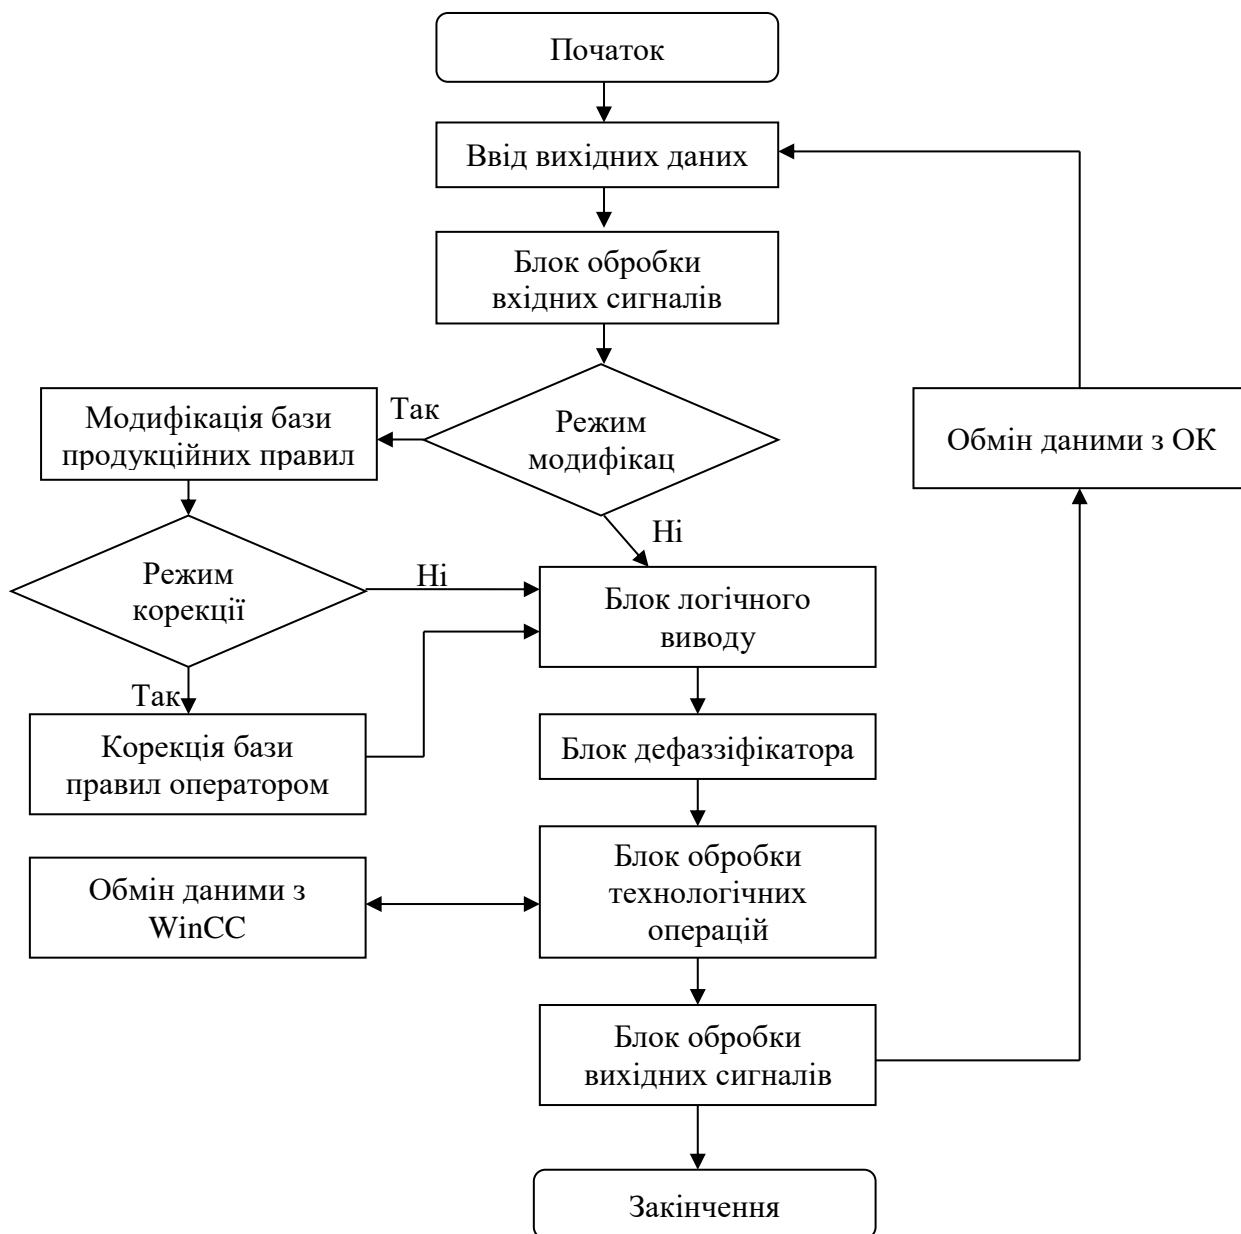 Початок
Ввід вихідних даних
Блок обробки
вхідних сигналів
Так
Модифікація бази
продукційних правил
Режим
модифікац
Обмін даними з ОК
Ні
Режим
корекції
Ні
Блок логічного
виводу
Так
Корекція бази
правил оператором
Блок дефаззіфікатора
Обмін даними з
WinCC
Блок обробки
технологічних
операцій
Блок обробки
вихідних сигналів
Закінчення